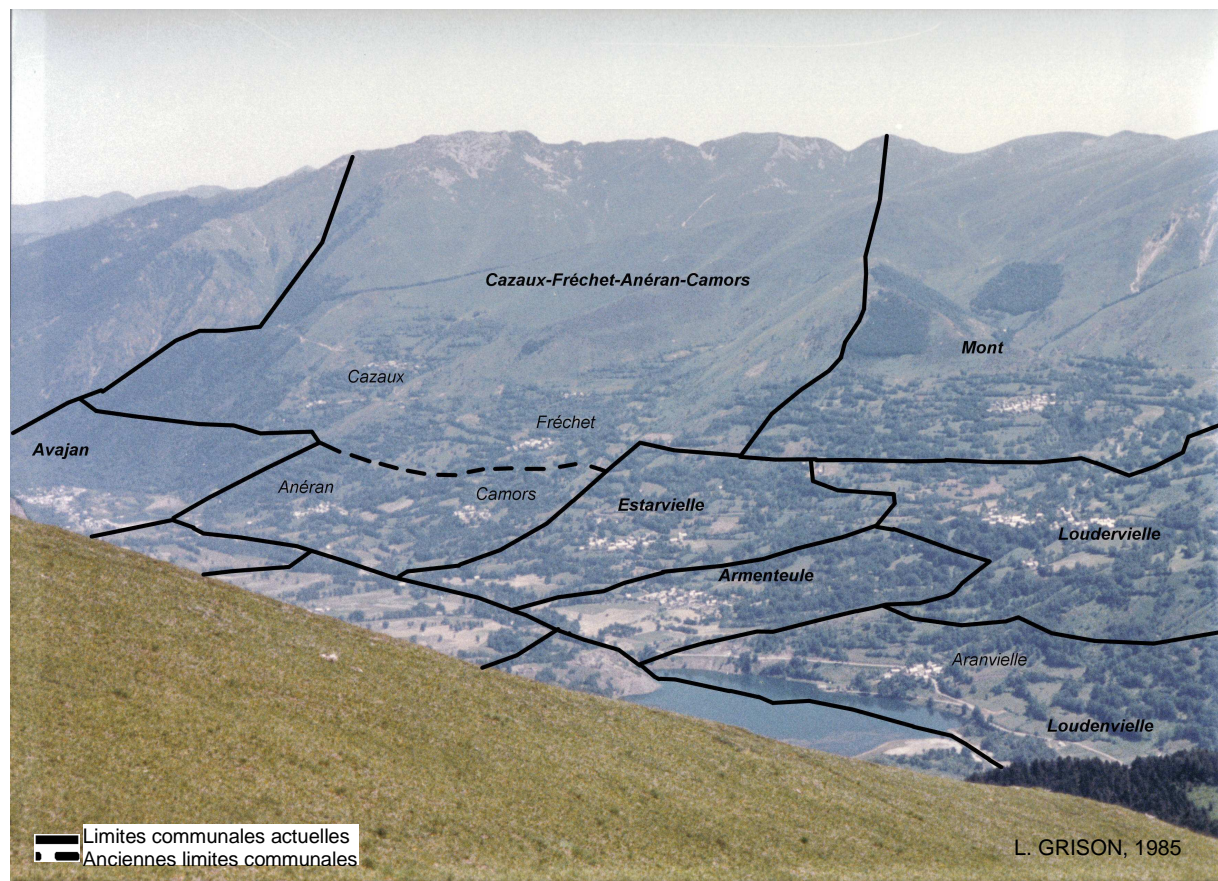 Cazaux-Fréchet-Anéran-Camors
Mont
Cazaux
Fréchet
Avajan
Anéran
Camors
Estarvielle
Loudervielle
Armenteule
Aranvielle
Loudenvielle
Limites communales actuelles
Anciennes limites communales
L. GRISON, 1985